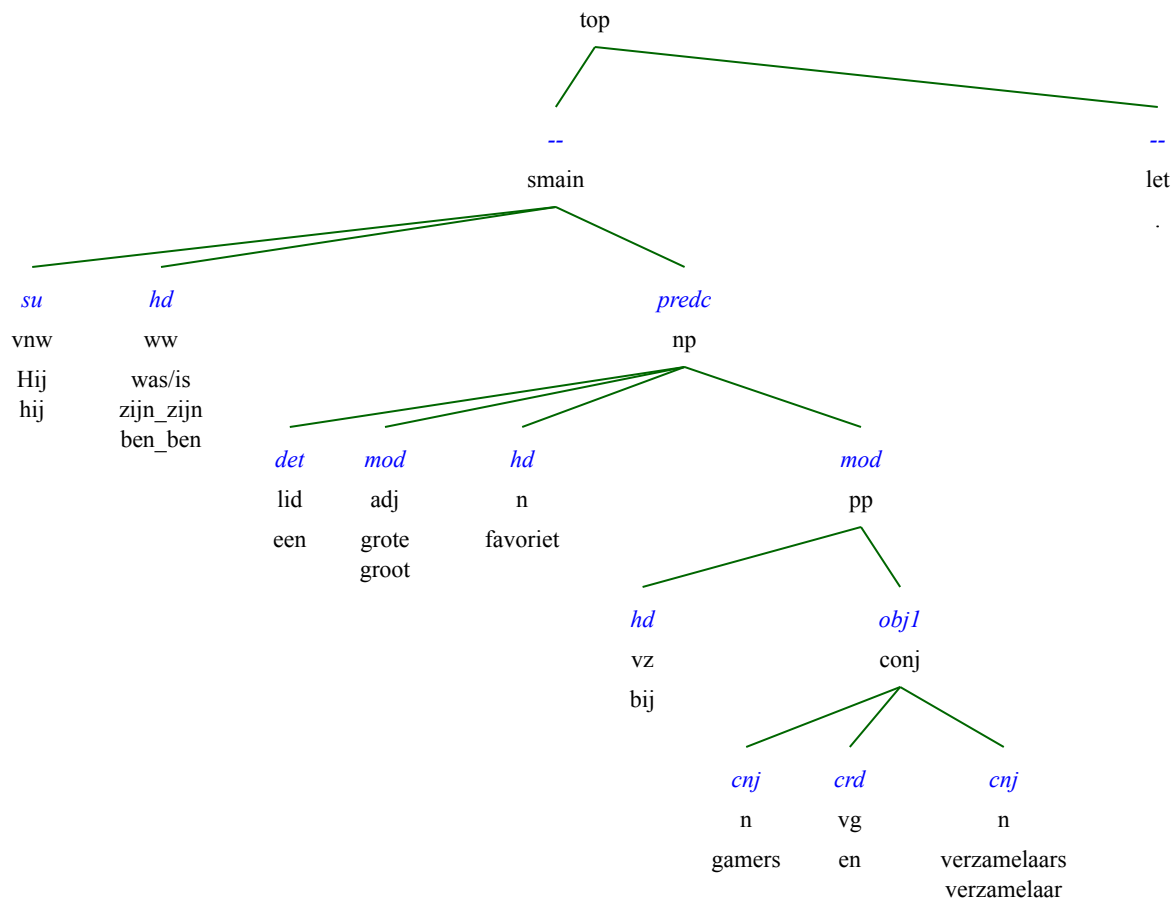 top
-- --
smain let
.
su hd predc
vnw ww np
Hij was/is
hij zijn_zijn
ben_ben
det mod hd mod
lid adj n pp
een grote favoriet
groot
hd obj1
vz conj
bij
cnj crd cnj
n vg n
gamers en verzamelaars
verzamelaar